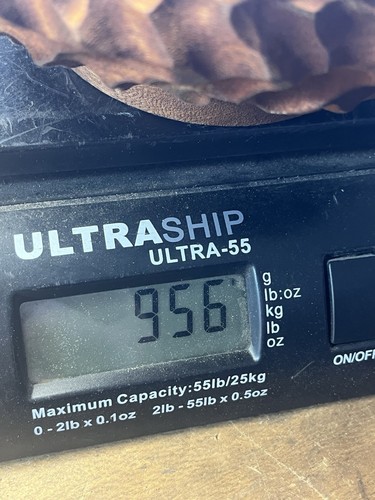 ULTRASHIP
ULTRA-55
956
g
lb:oz
kg
lb
oz
ON/OFF
Maximum Capacity:55lb/25kg
0 - 2lb x 0.1oz 2lb - 55lb x 0.5oz